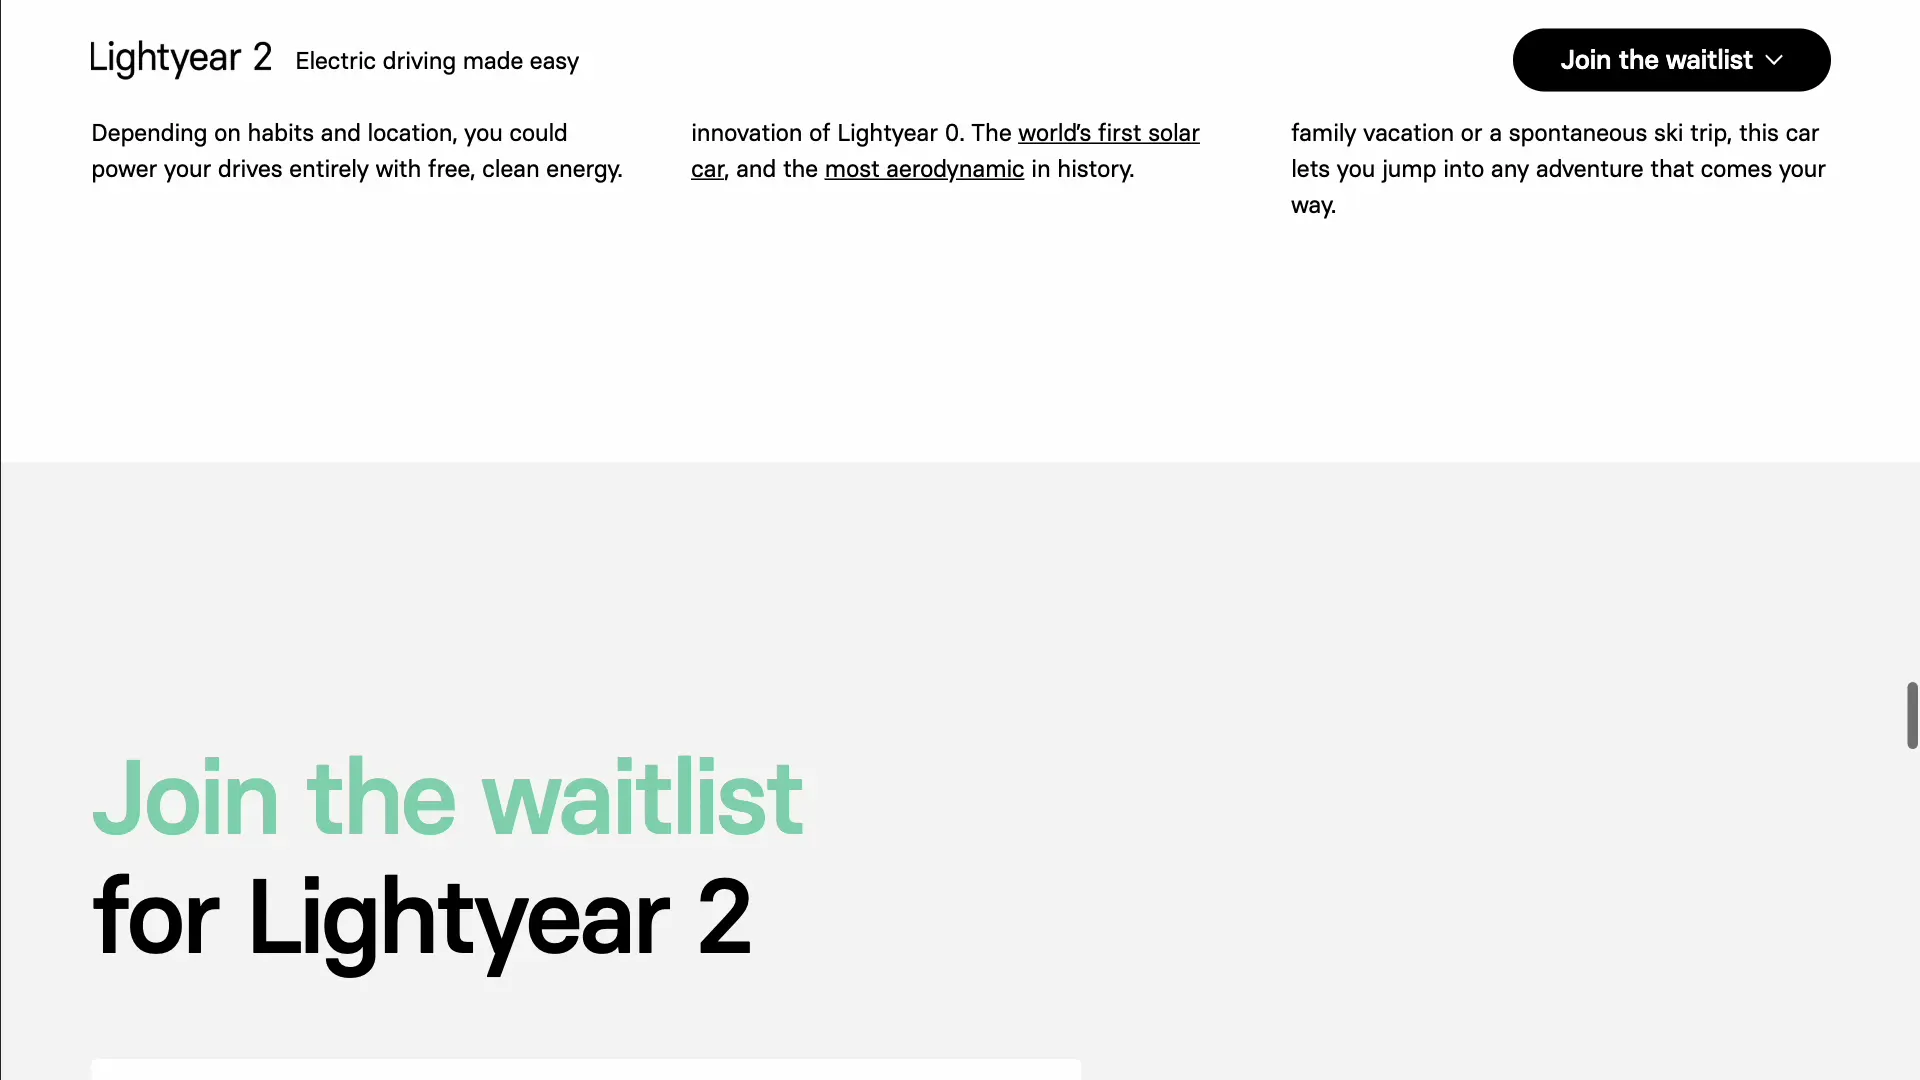 Lightyear 2 Electric driving made easy
Join the waitlist
Depending on habits and location, you could
power your drives entirely with free, clean energy.
innovation of Lightyear 0. The world's first solar
car, and the most aerodynamic in history.
family vacation or a spontaneous ski trip, this car
lets you jump into any adventure that comes your
way.
Join the waitlist
for Lightyear 2